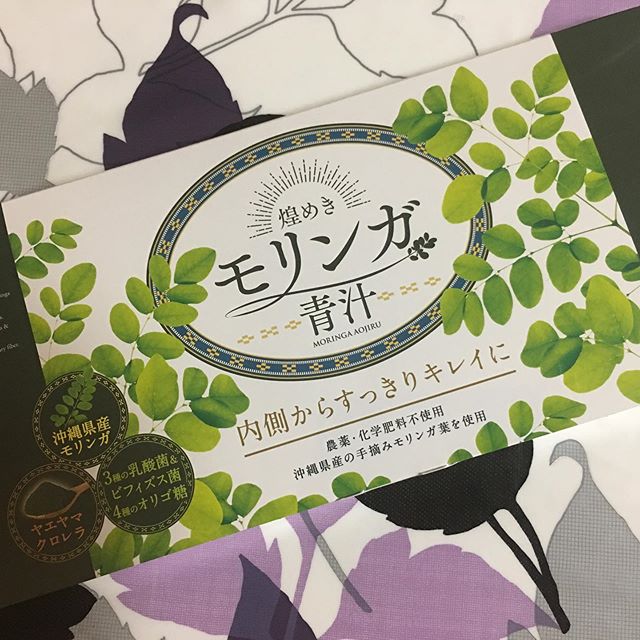 煌めき
モリンガ
青汁
MORINGA AOJIRU
内側からすっきりキレイに
農薬・化学肥料不使用
沖縄県産の手摘みモリンガ葉を使用
沖縄県産
モリンガ
3種の乳酸菌&
ビフィズス菌
+4種のオリゴ糖
ヤエヤマ
クロレラ